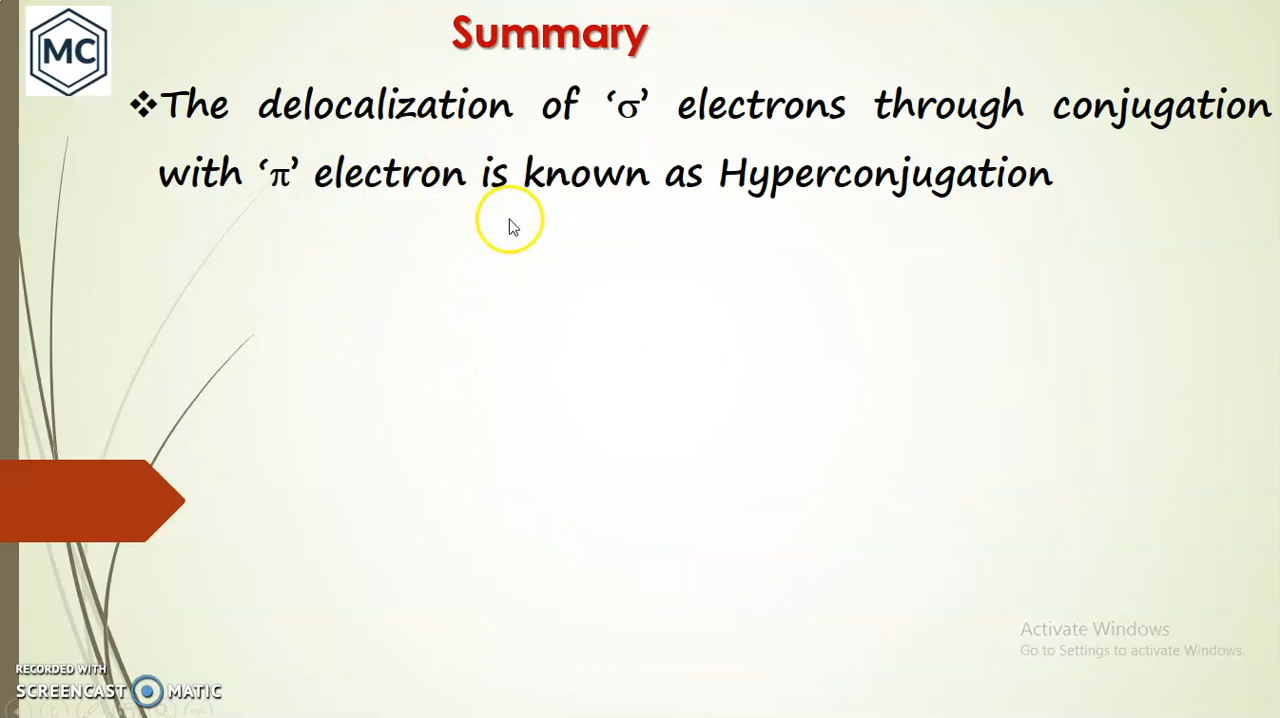 MC
Summary
❖The delocalization of ‘σ’ electrons through conjugation
with ‘π’ electron is known as Hyperconjugation
Activate Windows
Go to Settings to activate Windows.
RECORDED WITH
SCREENCAST MATIC